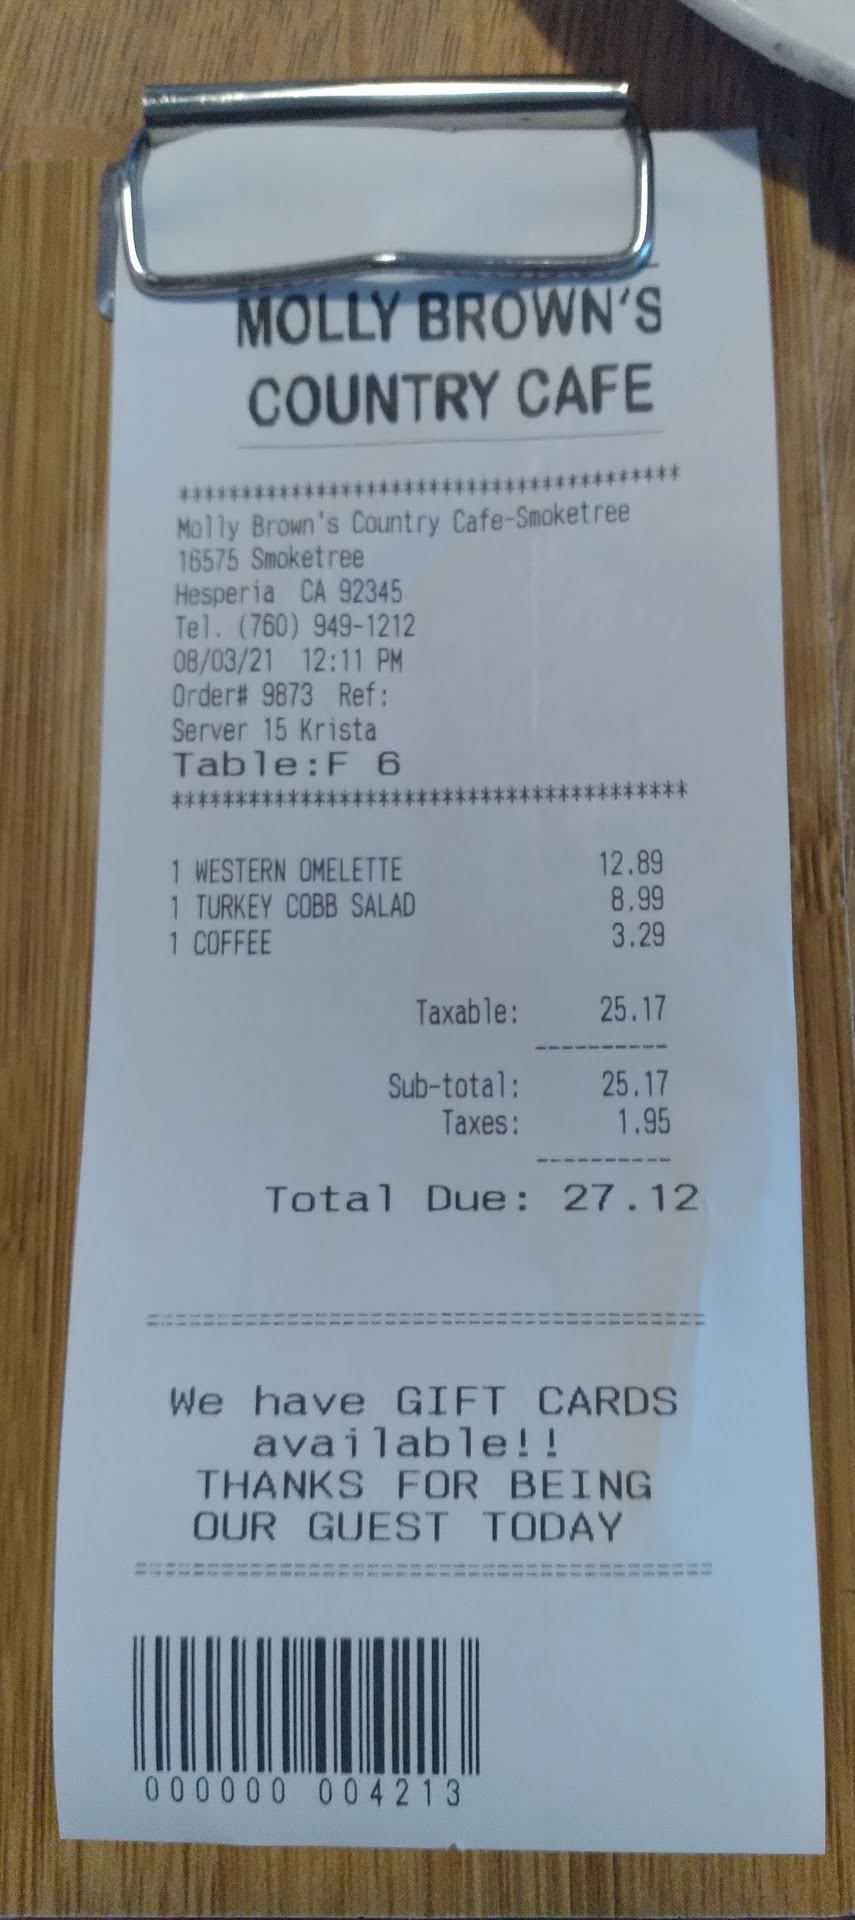 MOLLY BROWN'S
COUNTRY CAFE
****************************************
Molly Brown's Country Cafe-Smoketree
16575 Smoketree
Hesperia CA 92345
Tel. (760) 949-1212
08/03/21 12:11 PM
Order# 9873 Ref:
Server 15 Krista
Table:F 6
****************************************
1 WESTERN OMELETTE 12.89
1 TURKEY COBB SALAD 8.99
1 COFFEE 3.29
Taxable: 25.17
----------
Sub-total: 25.17
Taxes: 1.95
----------
Total Due: 27.12
========================================
We have GIFT CARDS
available!!
THANKS FOR BEING
OUR GUEST TODAY
========================================
000000 004213